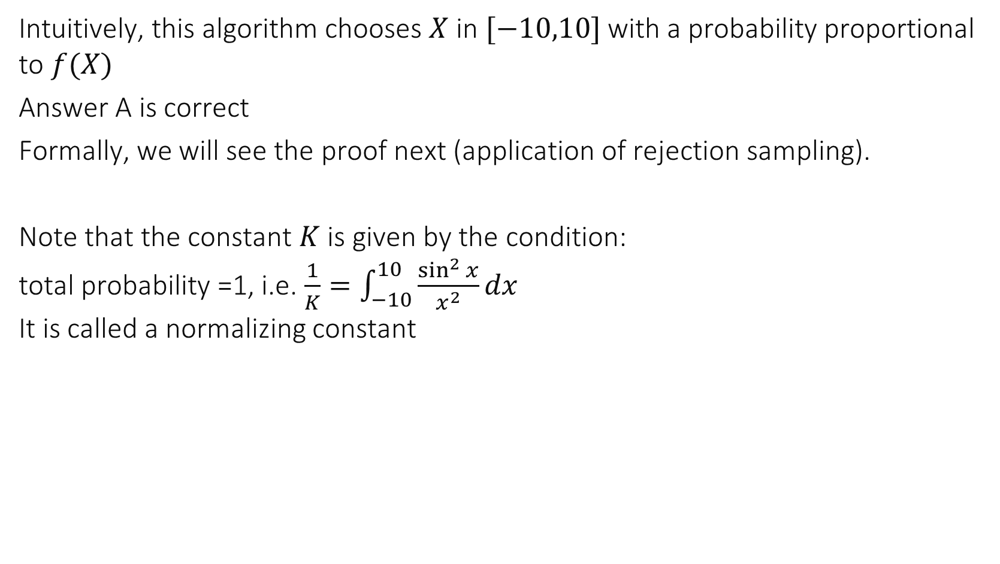 Intuitively, this algorithm chooses X in [−10,10] with a probability proportional
to f(X)
Answer A is correct
Formally, we will see the proof next (application of rejection sampling).
Note that the constant K is given by the condition:
total probability =1, i.e. \frac{1}{K} = \int_{-10}^{10} \frac{\sin^2 x}{x^2} dx
It is called a normalizing constant